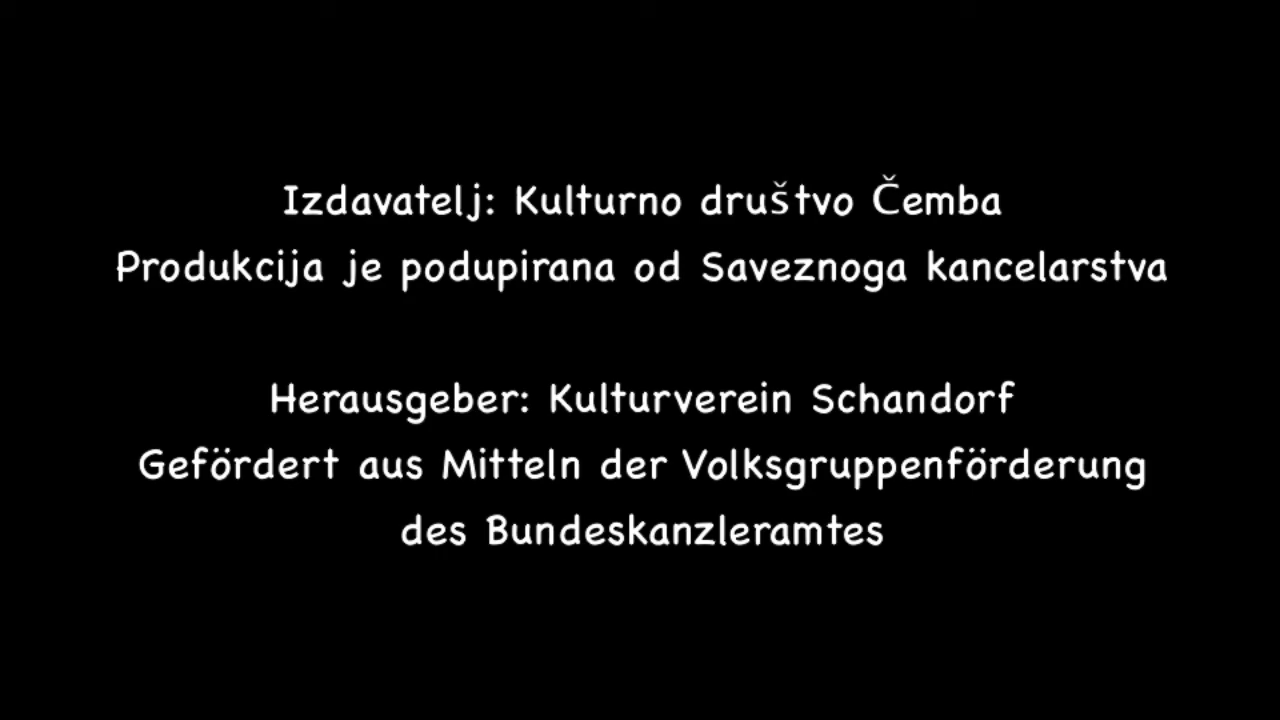 Izdavatelj: Kulturno društvo Čemba
Produkcija je podupirana od Saveznoga kancelarstva
Herausgeber: Kulturverein Schandorf
Gefördert aus Mitteln der Volksgruppenförderung
des Bundeskanzleramtes